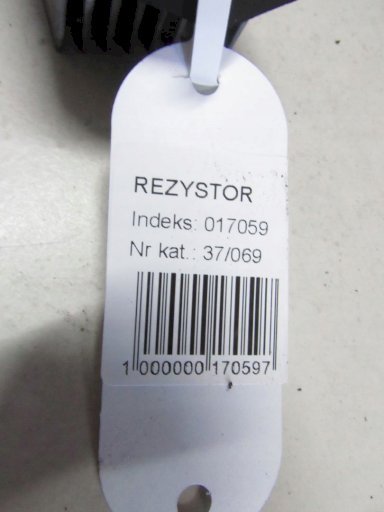 REZYSTOR
Indeks: 017059
Nr kat.: 37/069
1 000000 170597